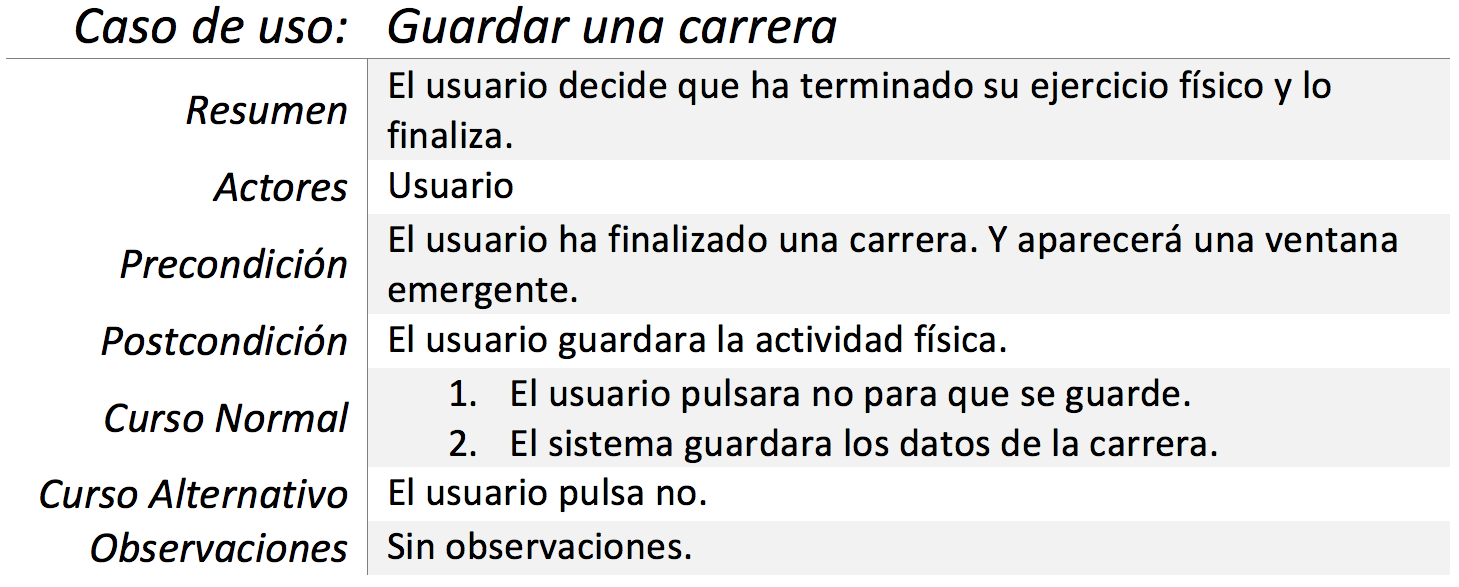 Caso de uso: Guardar una carrera
Resumen El usuario decide que ha terminado su ejercicio físico y lo
finaliza.
Actores Usuario
Precondición El usuario ha finalizado una carrera. Y aparecerá una ventana
emergente.
Postcondición El usuario guardara la actividad física.
Curso Normal 1. El usuario pulsara no para que se guarde.
2. El sistema guardara los datos de la carrera.
Curso Alternativo El usuario pulsa no.
Observaciones Sin observaciones.